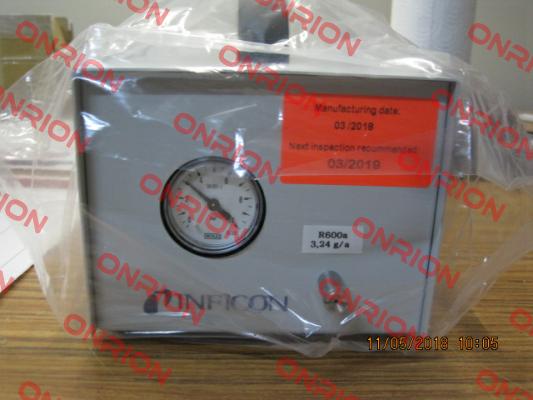 ONRION
Manufacturing date:
03/2018
Next inspection recommended:
03/2019
R600a
3,24 g/a
INFICON
11/05/2018 10:05